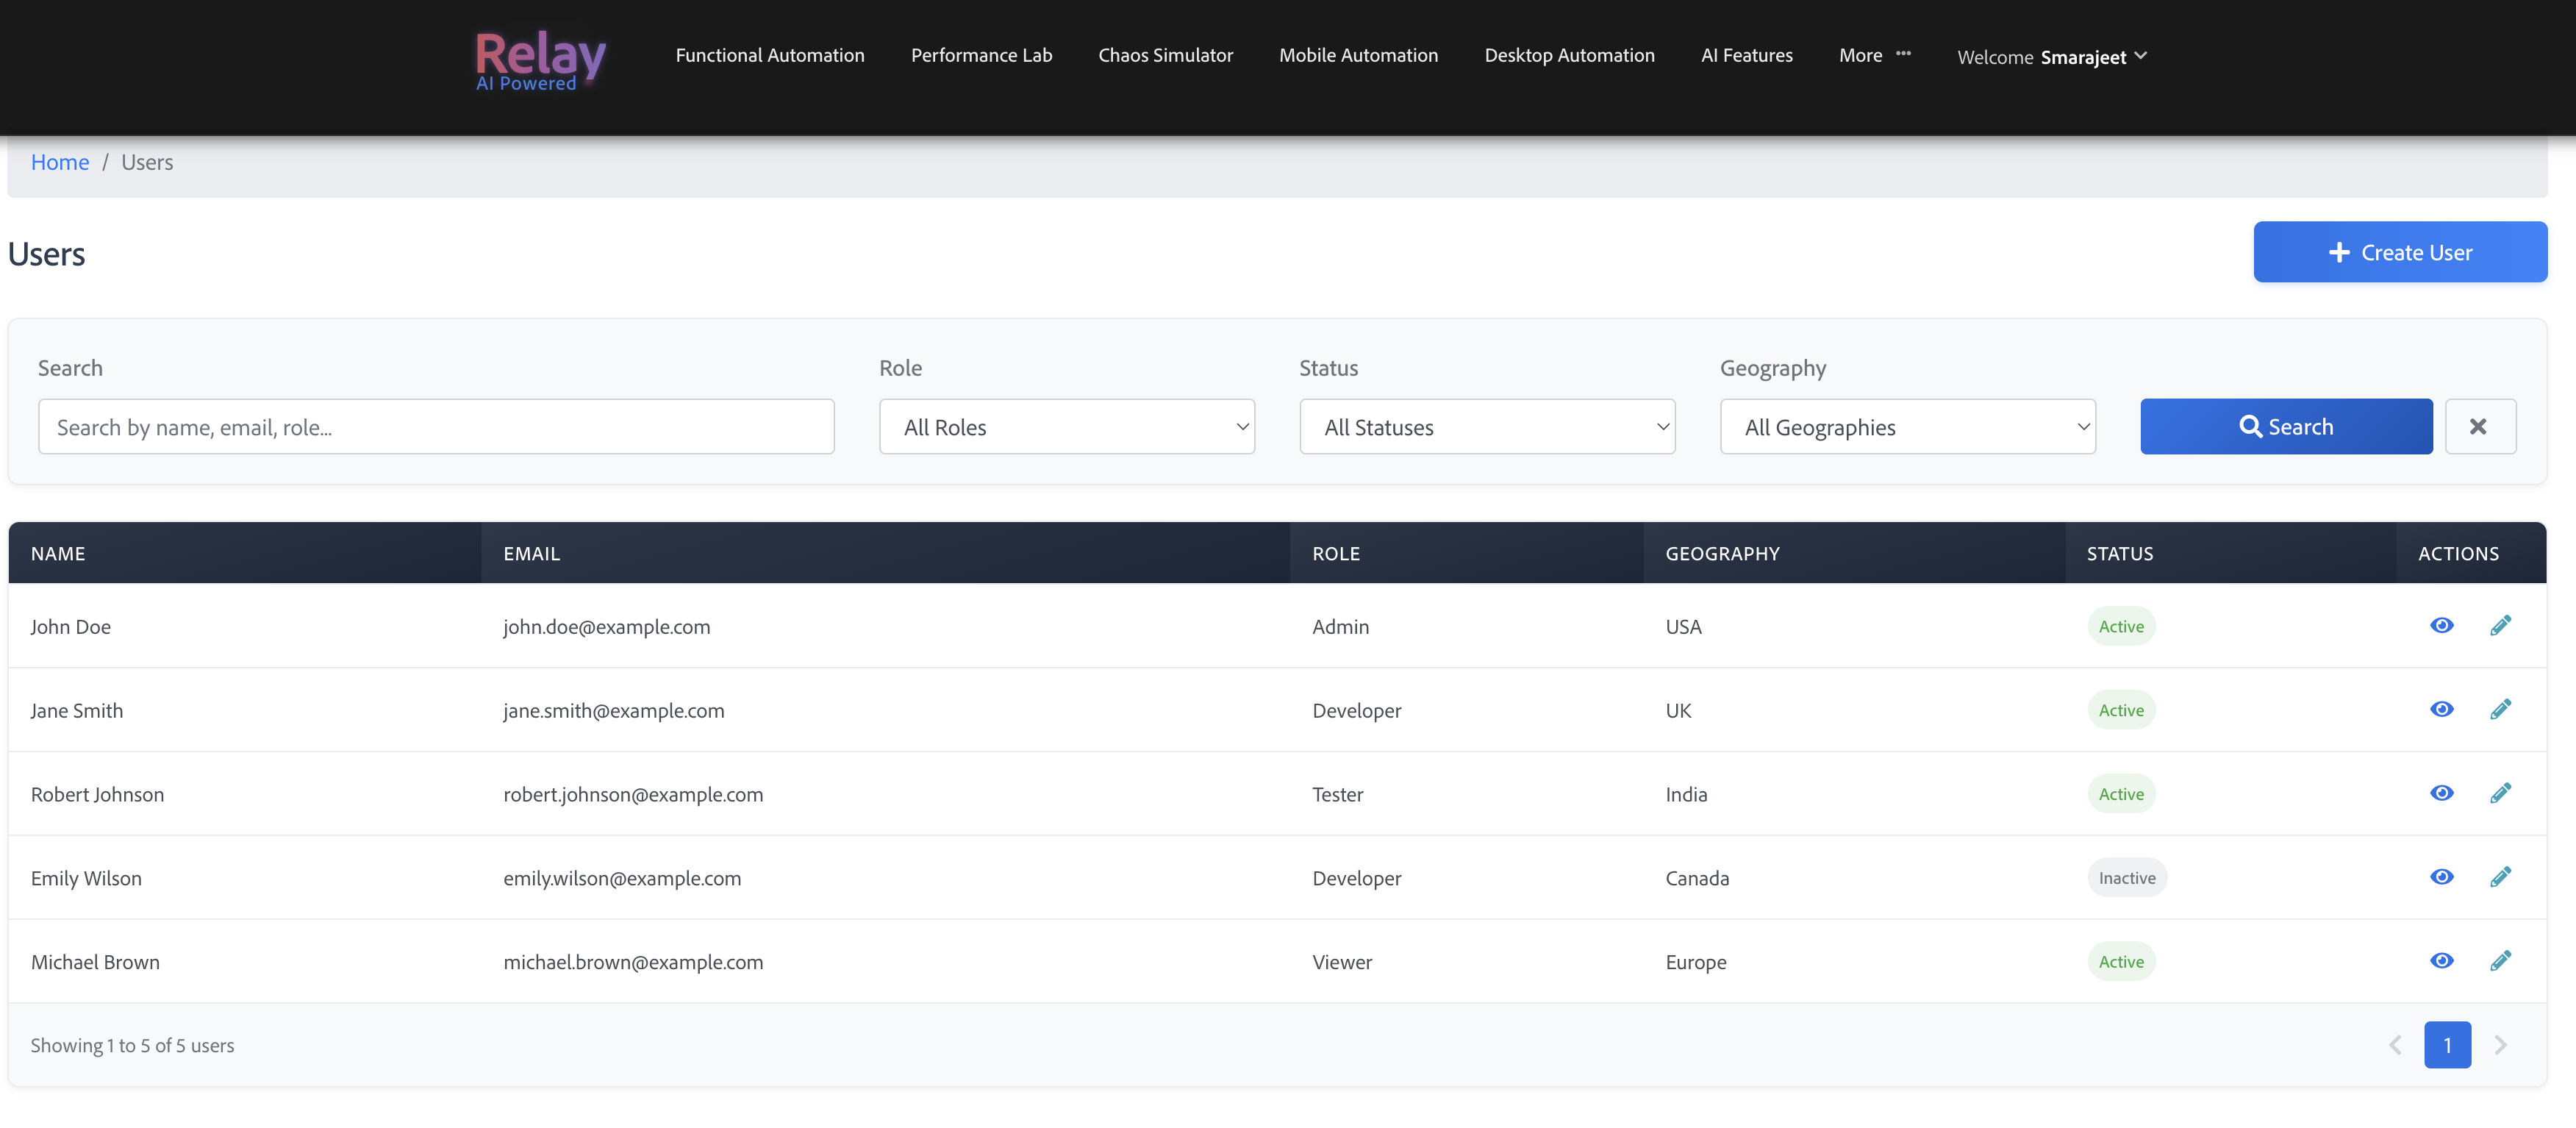 Relay
AI Powered
Functional Automation Performance Lab Chaos Simulator Mobile Automation Desktop Automation AI Features More ••• Welcome Smarajeet
Home / Users
Users
Create User
Search Role Status Geography
Search by name, email, role... All Roles All Statuses All Geographies Search
NAME EMAIL ROLE GEOGRAPHY STATUS ACTIONS
John Doe john.doe@example.com Admin USA Active
Jane Smith jane.smith@example.com Developer UK Active
Robert Johnson robert.johnson@example.com Tester India Active
Emily Wilson emily.wilson@example.com Developer Canada Inactive
Michael Brown michael.brown@example.com Viewer Europe Active
Showing 1 to 5 of 5 users 1